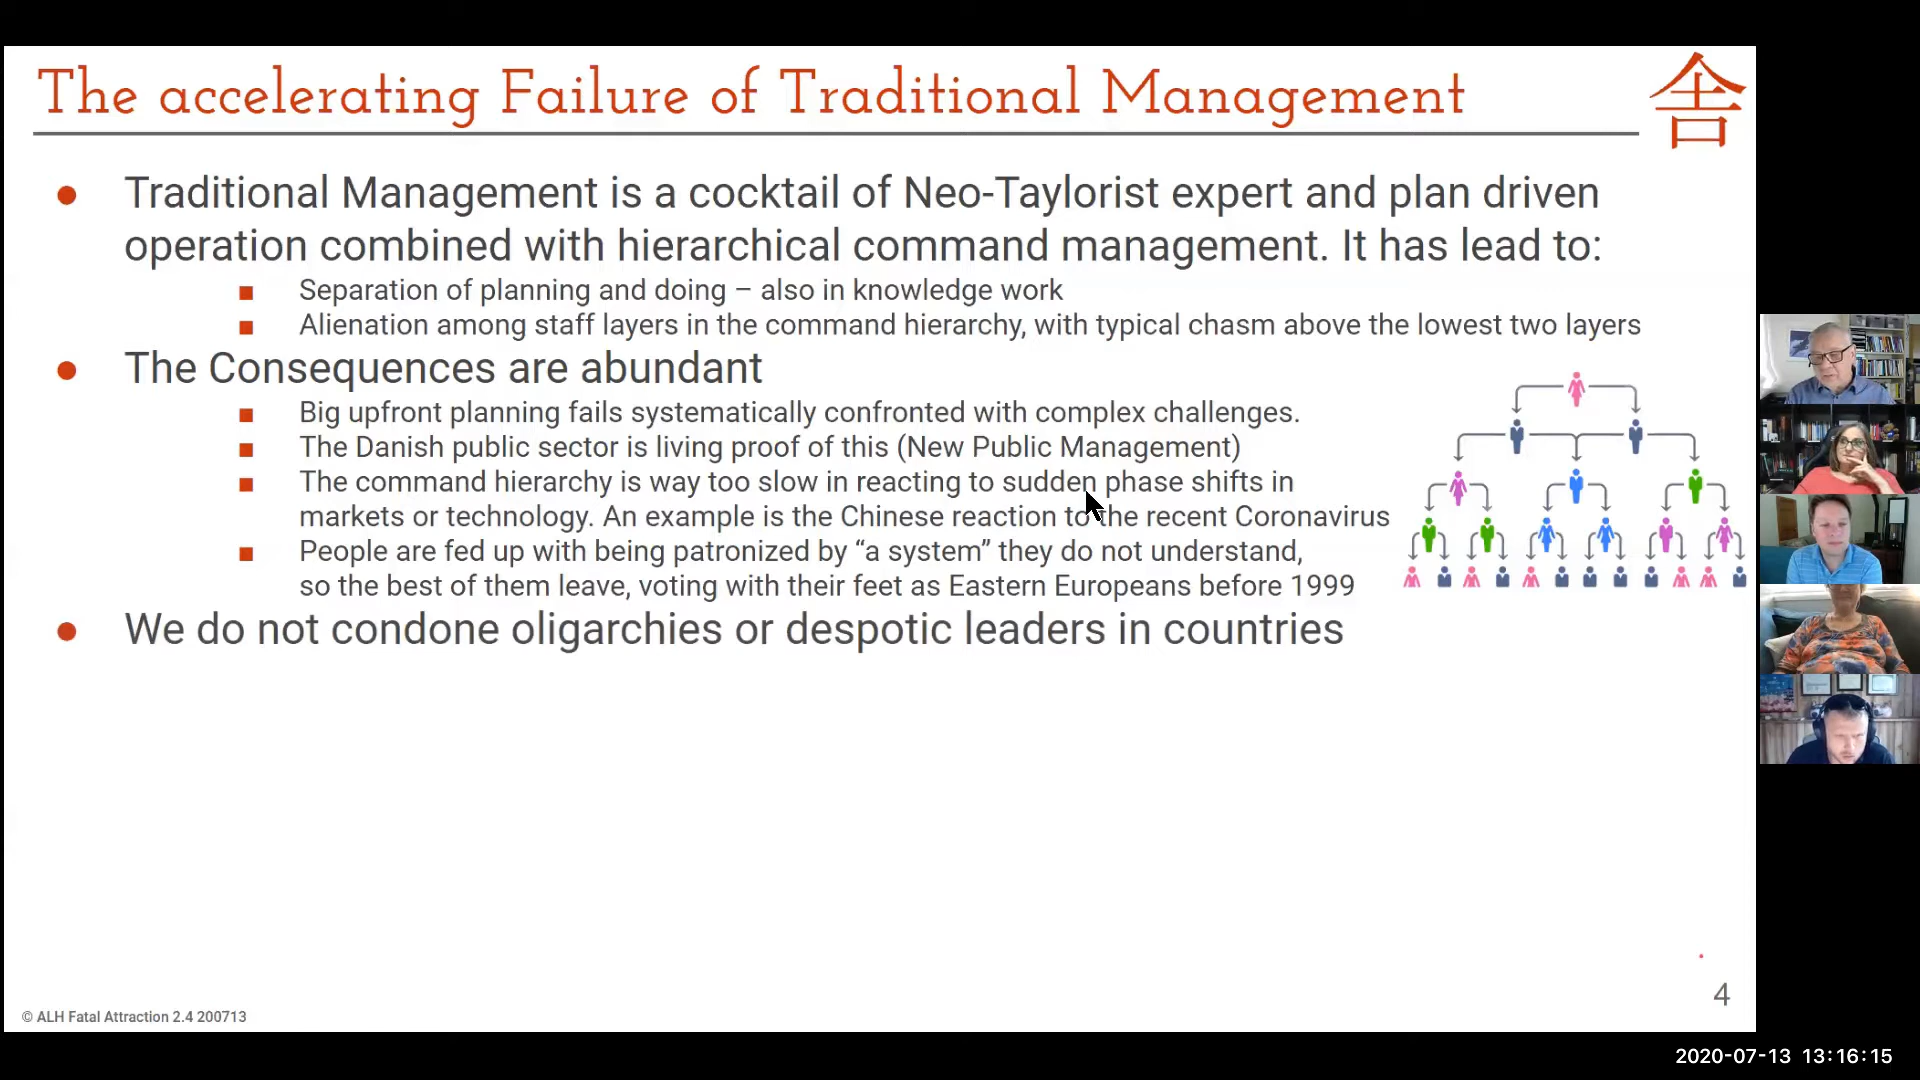 The accelerating Failure of Traditional Management
舎
Traditional Management is a cocktail of Neo-Taylorist expert and plan driven
operation combined with hierarchical command management. It has lead to:
Separation of planning and doing – also in knowledge work
Alienation among staff layers in the command hierarchy, with typical chasm above the lowest two layers
The Consequences are abundant
Big upfront planning fails systematically confronted with complex challenges.
The Danish public sector is living proof of this (New Public Management)
The command hierarchy is way too slow in reacting to sudden phase shifts in
markets or technology. An example is the Chinese reaction to the recent Coronavirus
People are fed up with being patronized by “a system” they do not understand,
so the best of them leave, voting with their feet as Eastern Europeans before 1999
We do not condone oligarchies or despotic leaders in countries
4
© ALH Fatal Attraction 2.4 200713
2020-07-13 13:16:15